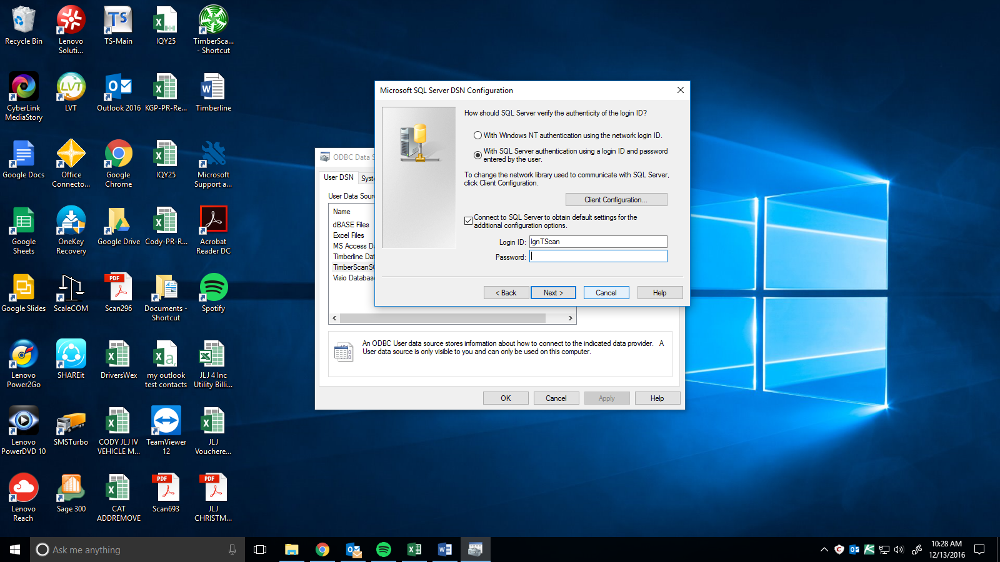 Recycle Bin
Lenovo
Soluti...
TS
TS-Main
IQY25
TimberSca...
- Shortcut
CyberLink
MediaStory
LVT
LVT
Outlook 2016
KGP-PR-Re...
Timberline
Google Docs
Office
Connecto...
Google
Chrome
IQY25
Microsoft
Support a...
Google
Sheets
OneKey
Recovery
Google Drive
Cody-PR-R...
Acrobat
Reader DC
Google Slides
ScaleCOM
PDF
Scan296
Documents -
Shortcut
Spotify
Lenovo
Power2Go
SHAREit
DriversWex
my outlook
test contacts
JLJ 4 Inc
Utility Billi...
Lenovo
PowerDVD 10
SMSTurbo
CODY JLJ IV
VEHICLE M...
TeamViewer
12
JLJ
Vouchere...
Lenovo
Reach
Sage 300
CAT
ADDREMOVE
PDF
Scan693
PDF
JLJ
CHRISTM...
Microsoft SQL Server DSN Configuration
How should SQL Server verify the authenticity of the login ID?
With Windows NT authentication using the network login ID.
With SQL Server authentication using a login ID and password
entered by the user.
To change the network library used to communicate with SQL Server,
click Client Configuration.
Client Configuration...
Connect to SQL Server to obtain default settings for the
additional configuration options.
Login ID: lgnTScan
Password:
< Back
Next >
Cancel
Help
ODBC Data S
User DSN
Syste
User Data Sourc
Name
dBASE Files
Excel Files
MS Access Da
Timberline Dat
TimberScanSQ
Visio Database
An ODBC User data source stores information about how to connect to the indicated data provider. A
User data source is only visible to you and can only be used on this computer.
OK
Cancel
Apply
Help
Ask me anything
10:28 AM
12/13/2016